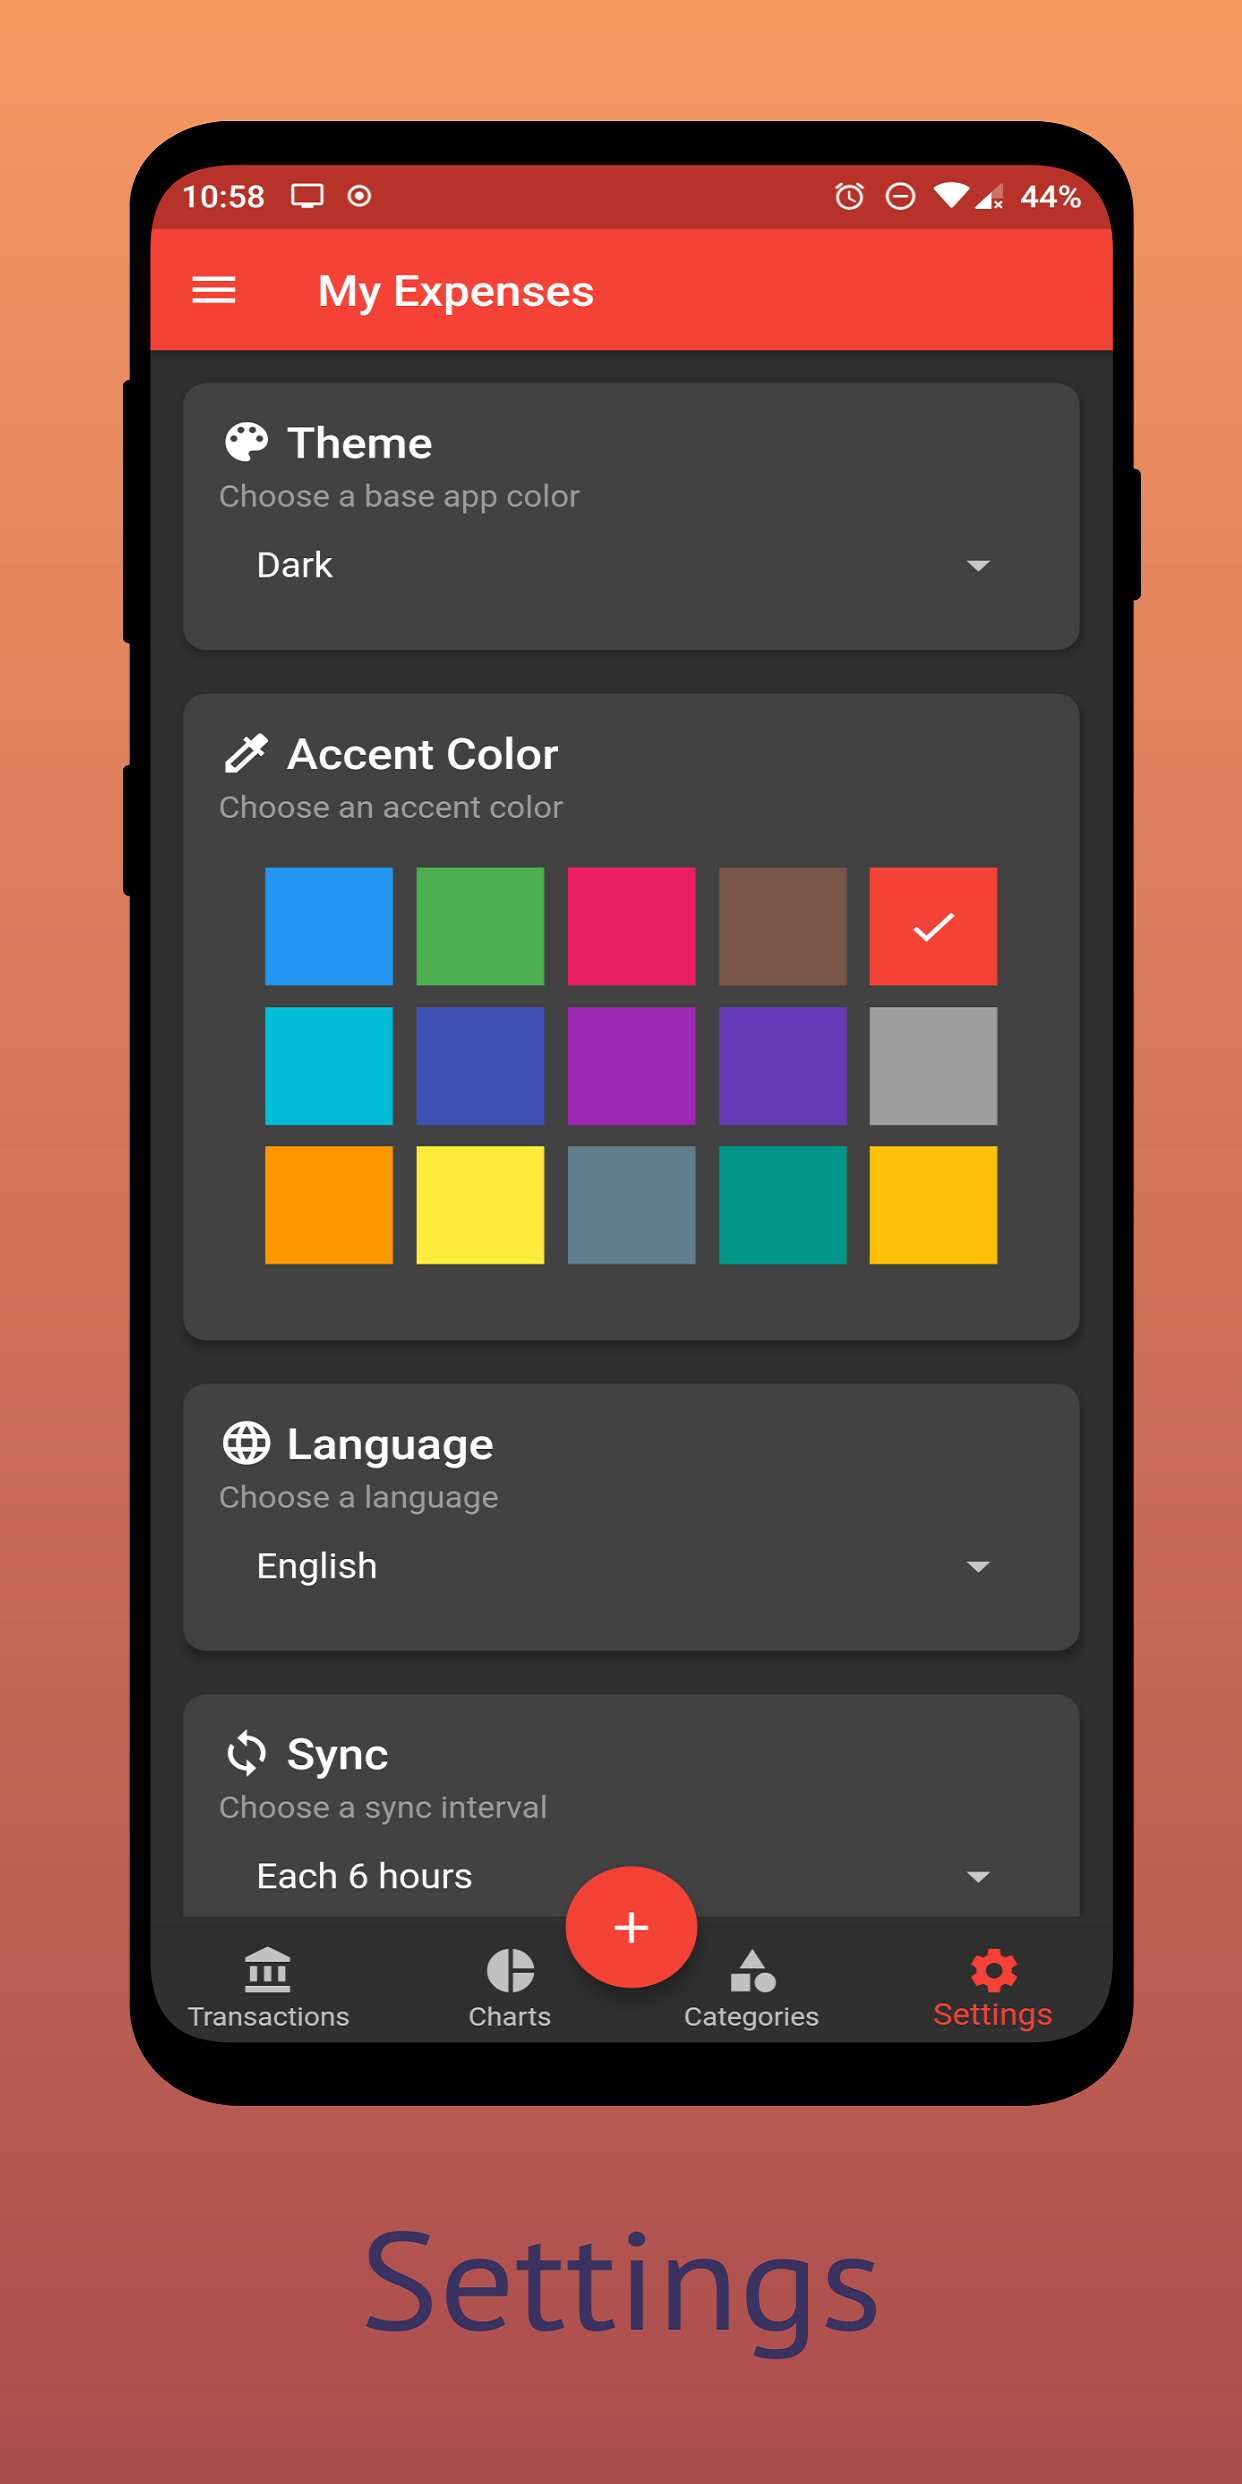 10:58 44%
My Expenses
Theme
Choose a base app color
Dark
Accent Color
Choose an accent color
Language
Choose a language
English
Sync
Choose a sync interval
Each 6 hours
Transactions Charts Categories Settings
Settings